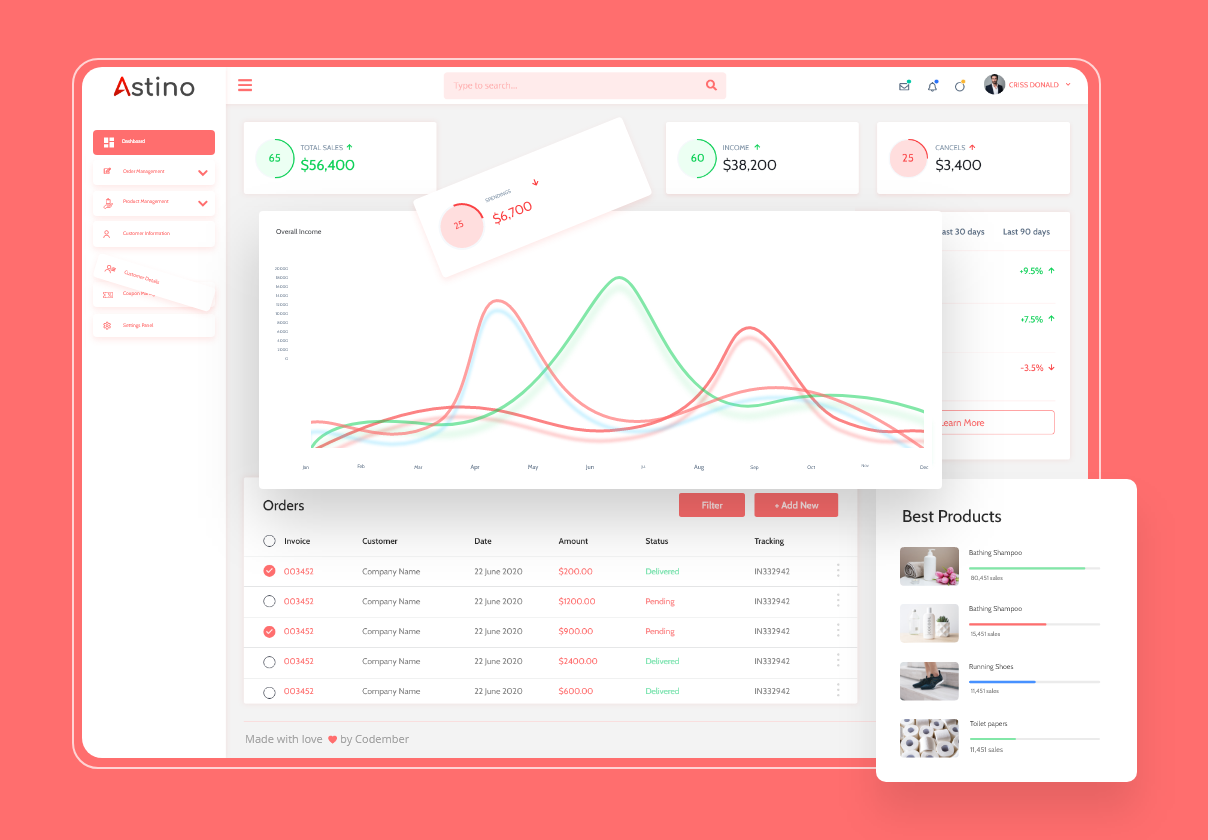 Astino
Type to search...
CRISS DONALD
Dashboard
Order Management
Product Management
Customer Information
Customer Details
Coupon
Settings Panel
65
TOTAL SALES
$56,400
25
SPENDINGS
$6,700
60
INCOME
$38,200
25
CANCELS
$3,400
Overall Income
ast 30 days Last 90 days
+9.5%
+7.5%
-3.5%
Learn More
20000
18000
16000
14000
12000
10000
8000
6000
4000
2000
0
Jan Feb Mar Apr May Jun Jul Aug Sep Oct Nov Dec
Orders
Filter + Add New
Invoice Customer Date Amount Status Tracking
003452 Company Name 22 June 2020 $200.00 Delivered IN332942
003452 Company Name 22 June 2020 $1200.00 Pending IN332942
003452 Company Name 22 June 2020 $900.00 Pending IN332942
003452 Company Name 22 June 2020 $2400.00 Delivered IN332942
003452 Company Name 22 June 2020 $600.00 Delivered IN332942
Made with love by Codember
Best Products
Bathing Shampoo
80,451 sales
Bathing Shampoo
15,451 sales
Running Shoes
11,451 sales
Toilet papers
11,451 sales